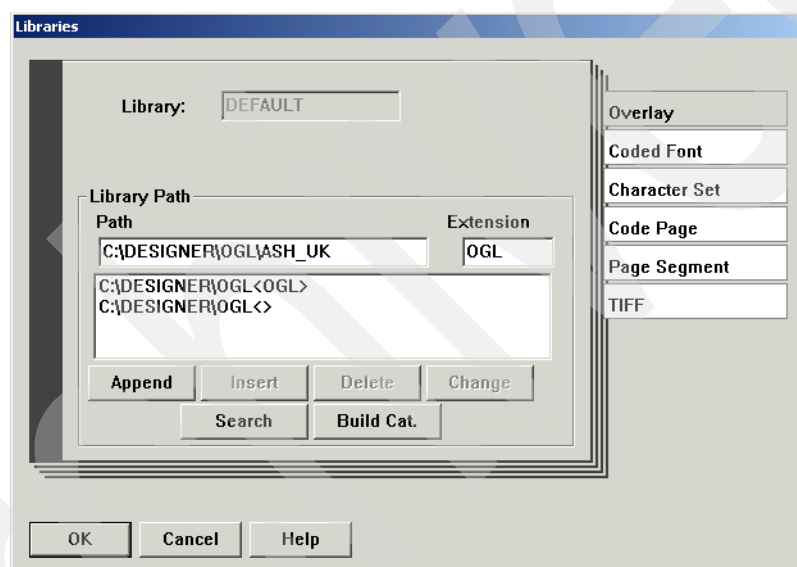 Libraries
Library: DEFAULT
Overlay
Coded Font
Character Set
Code Page
Page Segment
TIFF
Library Path
Path Extension
C:\DESIGNER\OGL\ASH_UK OGL
C:\DESIGNER\OGL<OGL>
C:\DESIGNER\OGL<>
Append Insert Delete Change
Search Build Cat.
OK Cancel Help